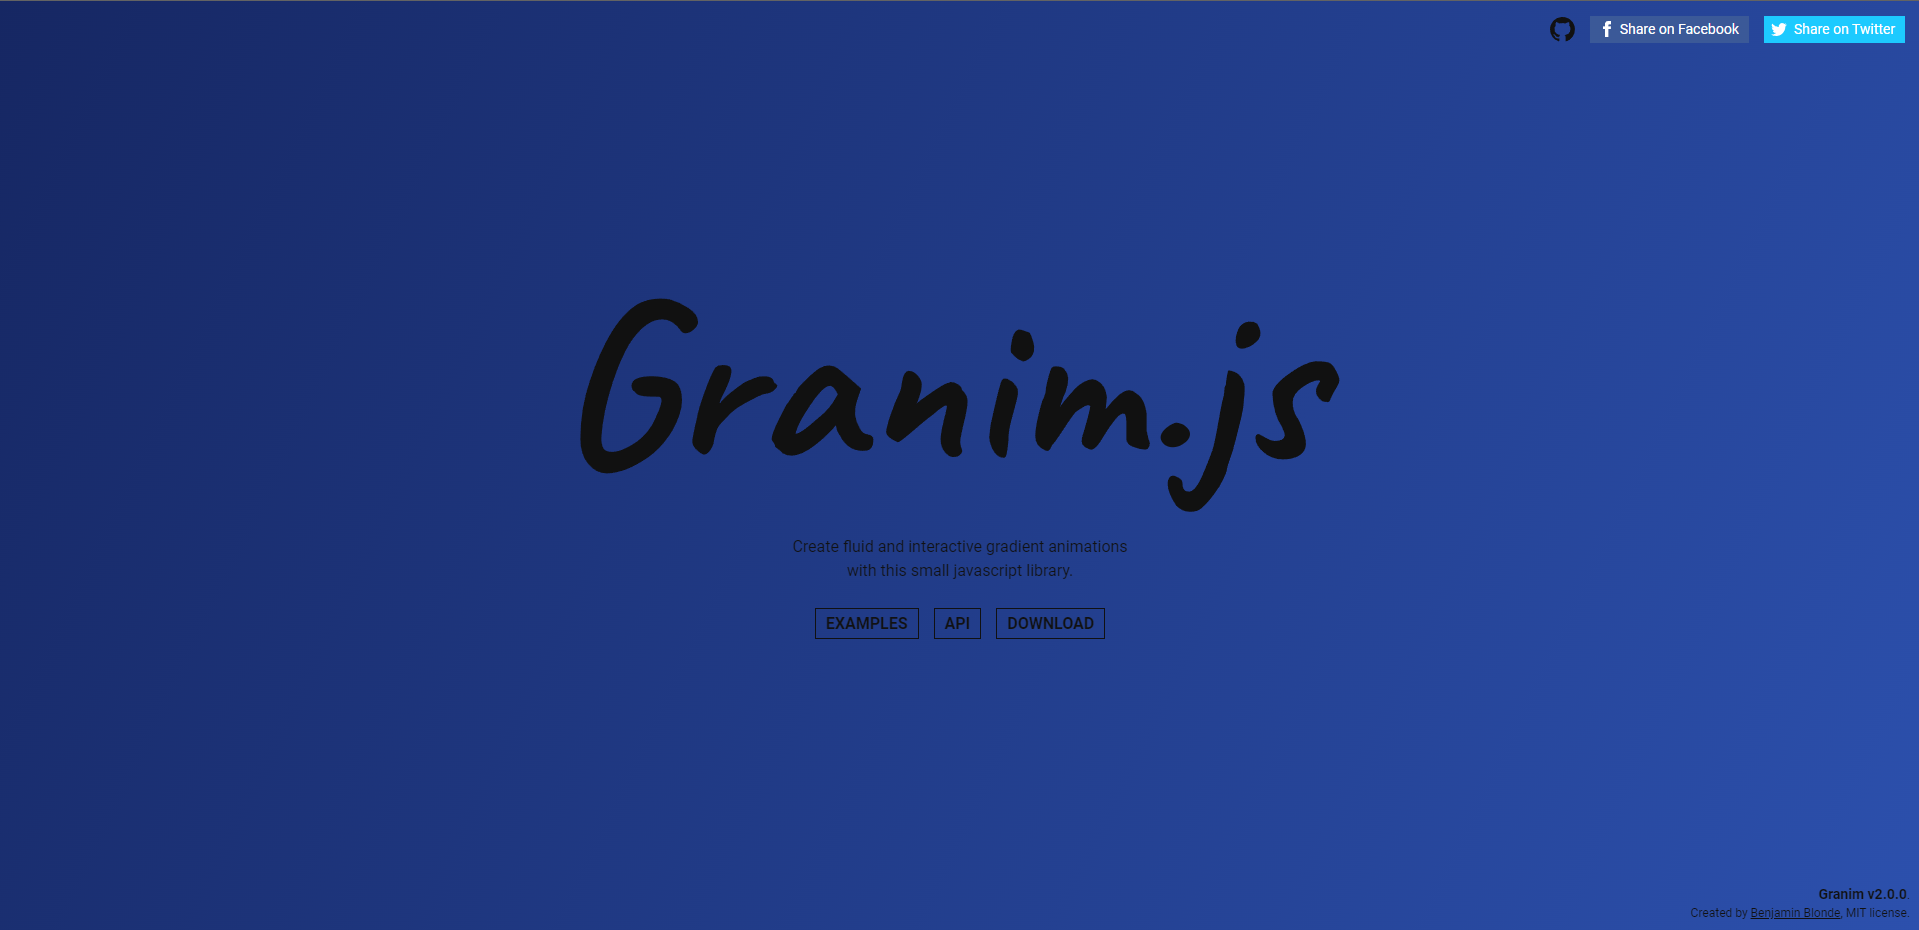 Share on Facebook
Share on Twitter
Granim.js
Create fluid and interactive gradient animations
with this small javascript library.
EXAMPLES
API
DOWNLOAD
Granim v2.0.0.
Created by Benjamin Blonde, MIT license.